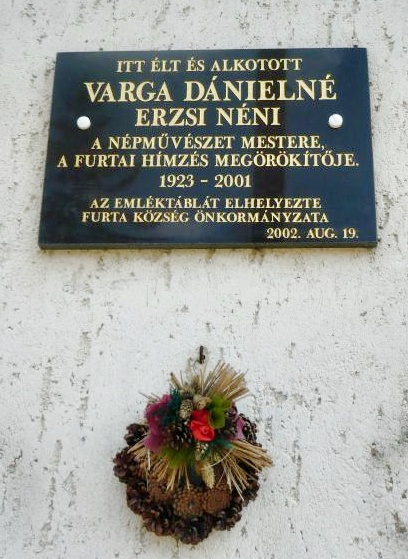 ITT ÉLT ÉS ALKOTOTT
VARGA DÁNIELNÉ
ERZSI NÉNI
A NÉPMŰVÉSZET MESTERE,
A FURTAI HÍMZÉS MEGÖRÖKÍTŐJE.
1923 - 2001
AZ EMLÉKTÁBLÁT ELHELYEZTE
FURTA KÖZSÉG ÖNKORMÁNYZATA
2002. AUG. 19.